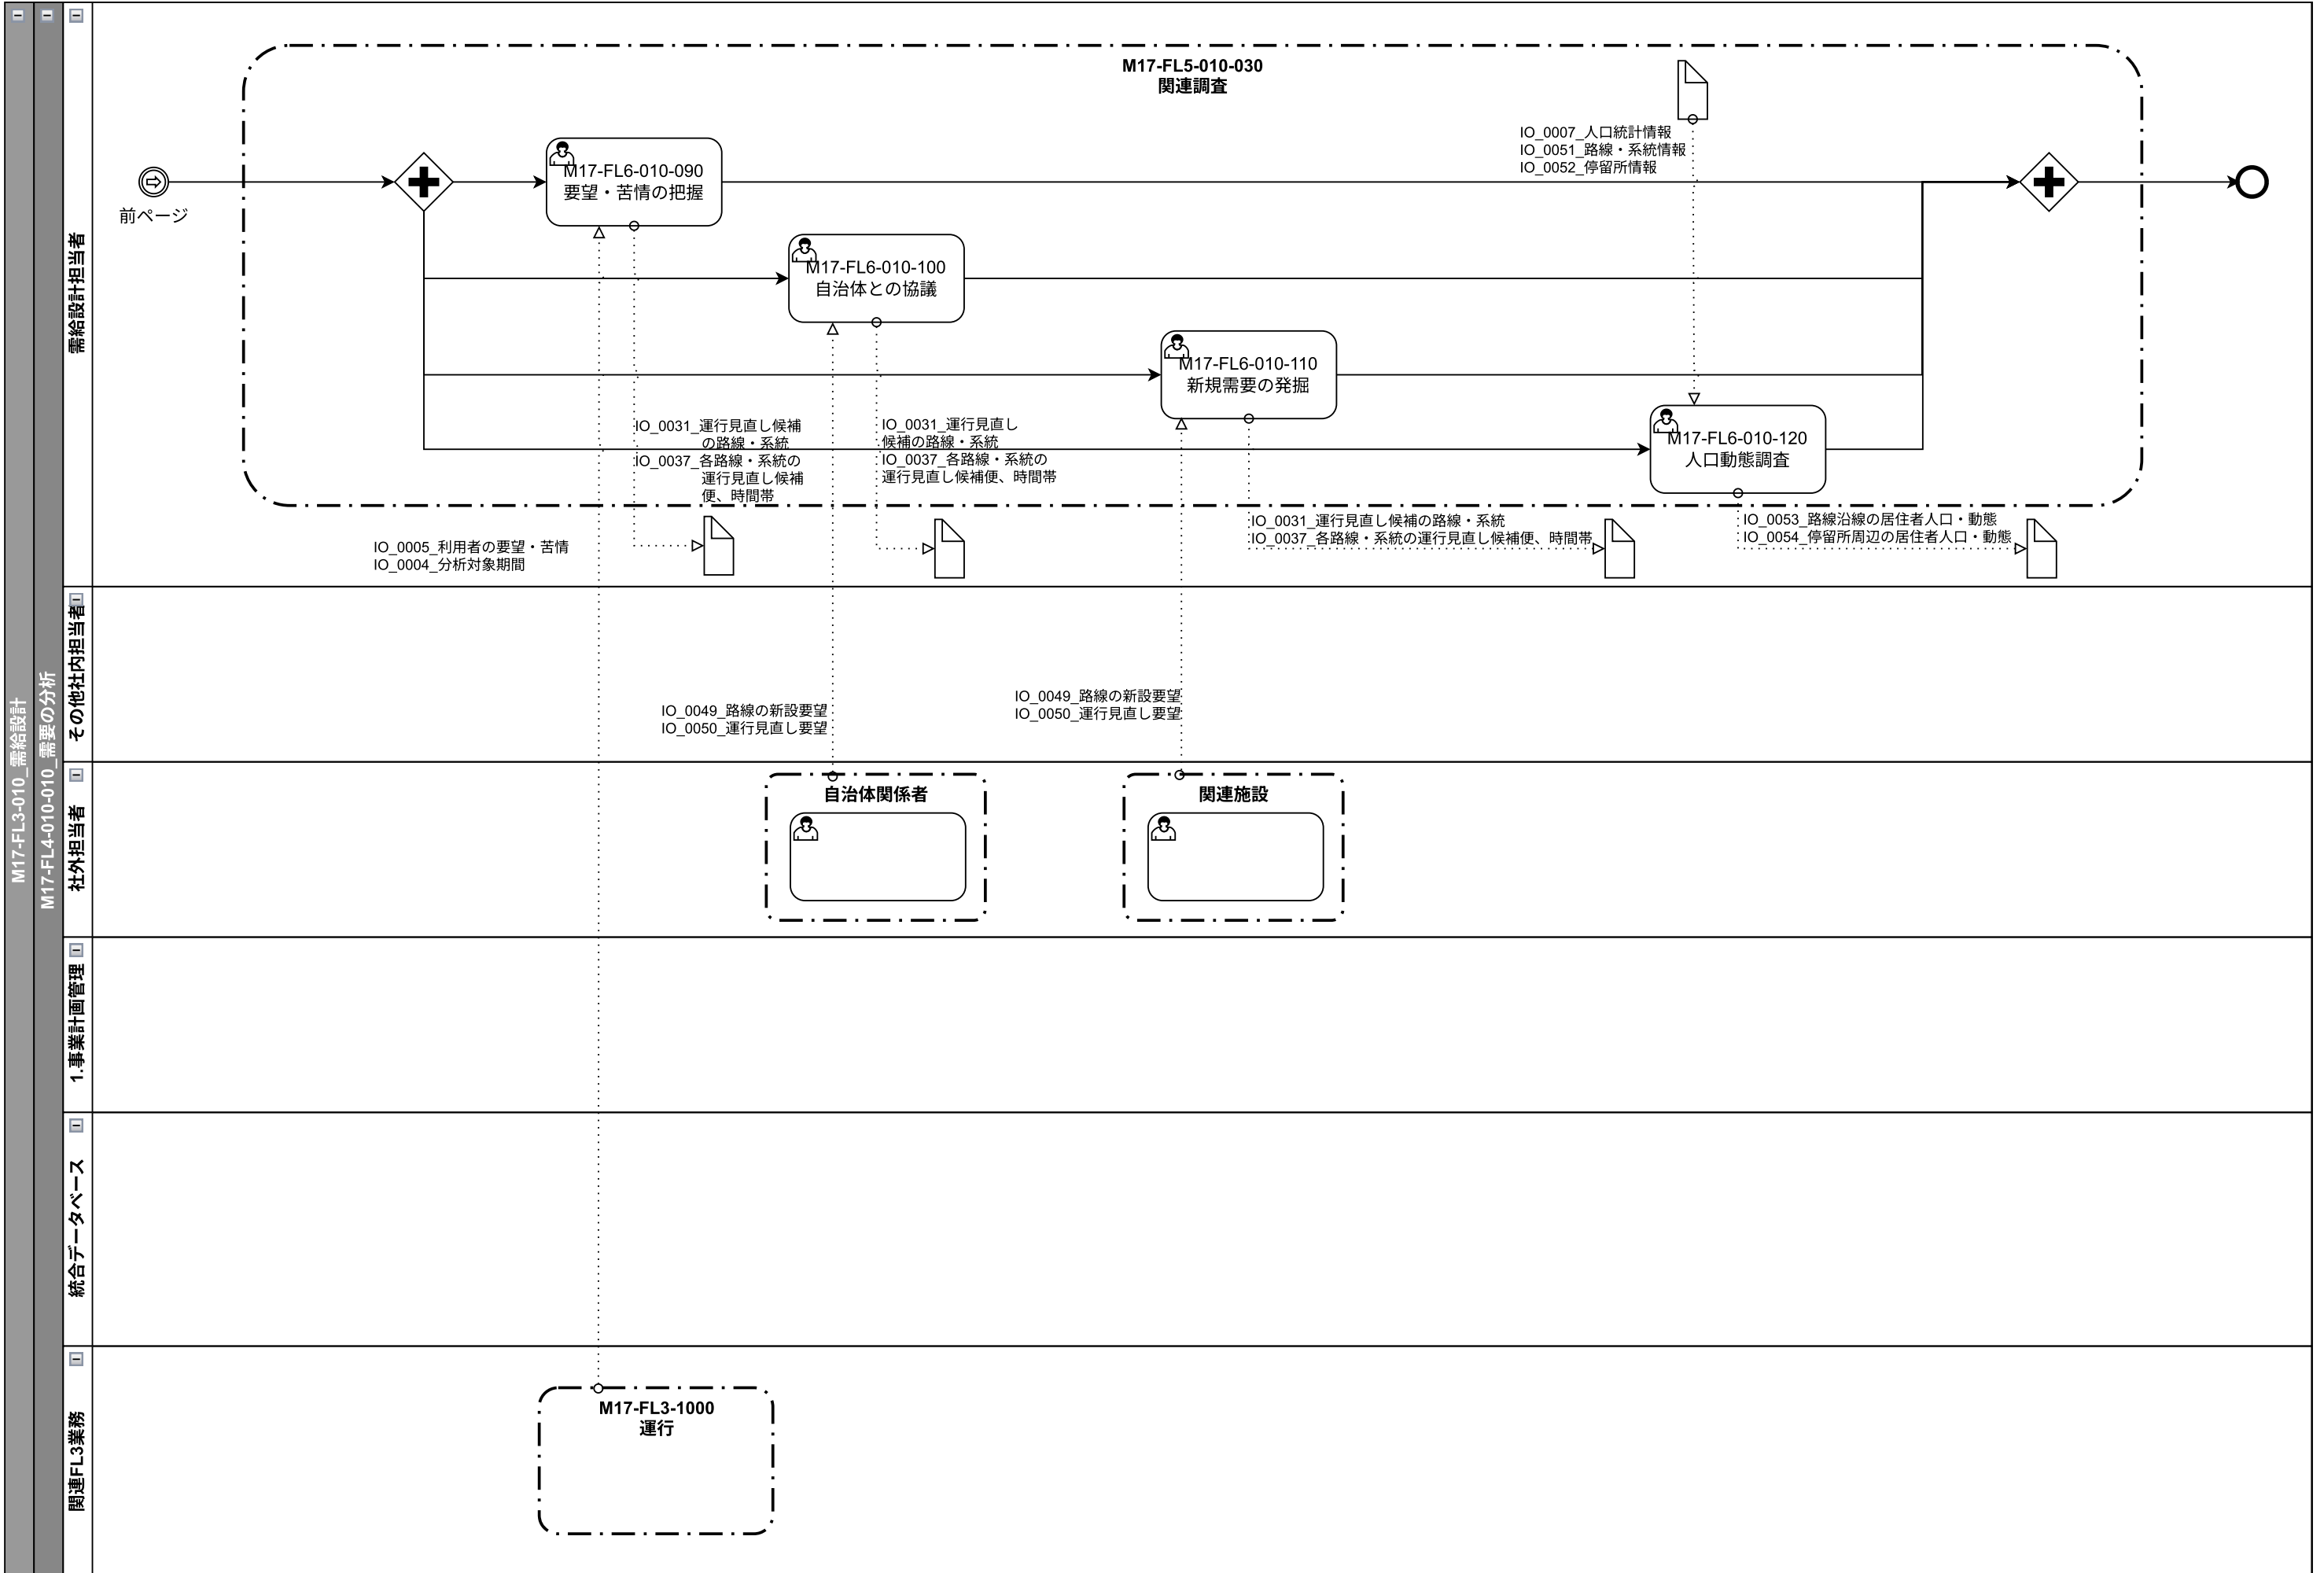 M17-FL3-010_需給設計
M17-FL4-010-010_需要の分析
需給設計担当者
M17-FL5-010-030
関連調査
前ページ
M17-FL6-010-090
要望・苦情の把握
M17-FL6-010-100
自治体との協議
M17-FL6-010-110
新規需要の発掘
IO_0007_人口統計情報
IO_0051_路線・系統情報
IO_0052_停留所情報
M17-FL6-010-120
人口動態調査
IO_0031_運行見直し候補
の路線・系統
IO_0037_各路線・系統の
運行見直し候補
便、時間帯
IO_0031_運行見直し
候補の路線・系統
IO_0037_各路線・系統の
運行見直し候補便、時間帯
IO_0031_運行見直し候補の路線・系統
IO_0037_各路線・系統の運行見直し候補便、時間帯
IO_0053_路線沿線の居住者人口・動態
IO_0054_停留所周辺の居住者人口・動態
IO_0005_利用者の要望・苦情
IO_0004_分析対象期間
その他社内担当者
IO_0049_路線の新設要望
IO_0050_運行見直し要望
IO_0049_路線の新設要望
IO_0050_運行見直し要望
社外担当者
自治体関係者
関連施設
1.事業計画管理
統合データベース
関連FL3業務
M17-FL3-1000
運行